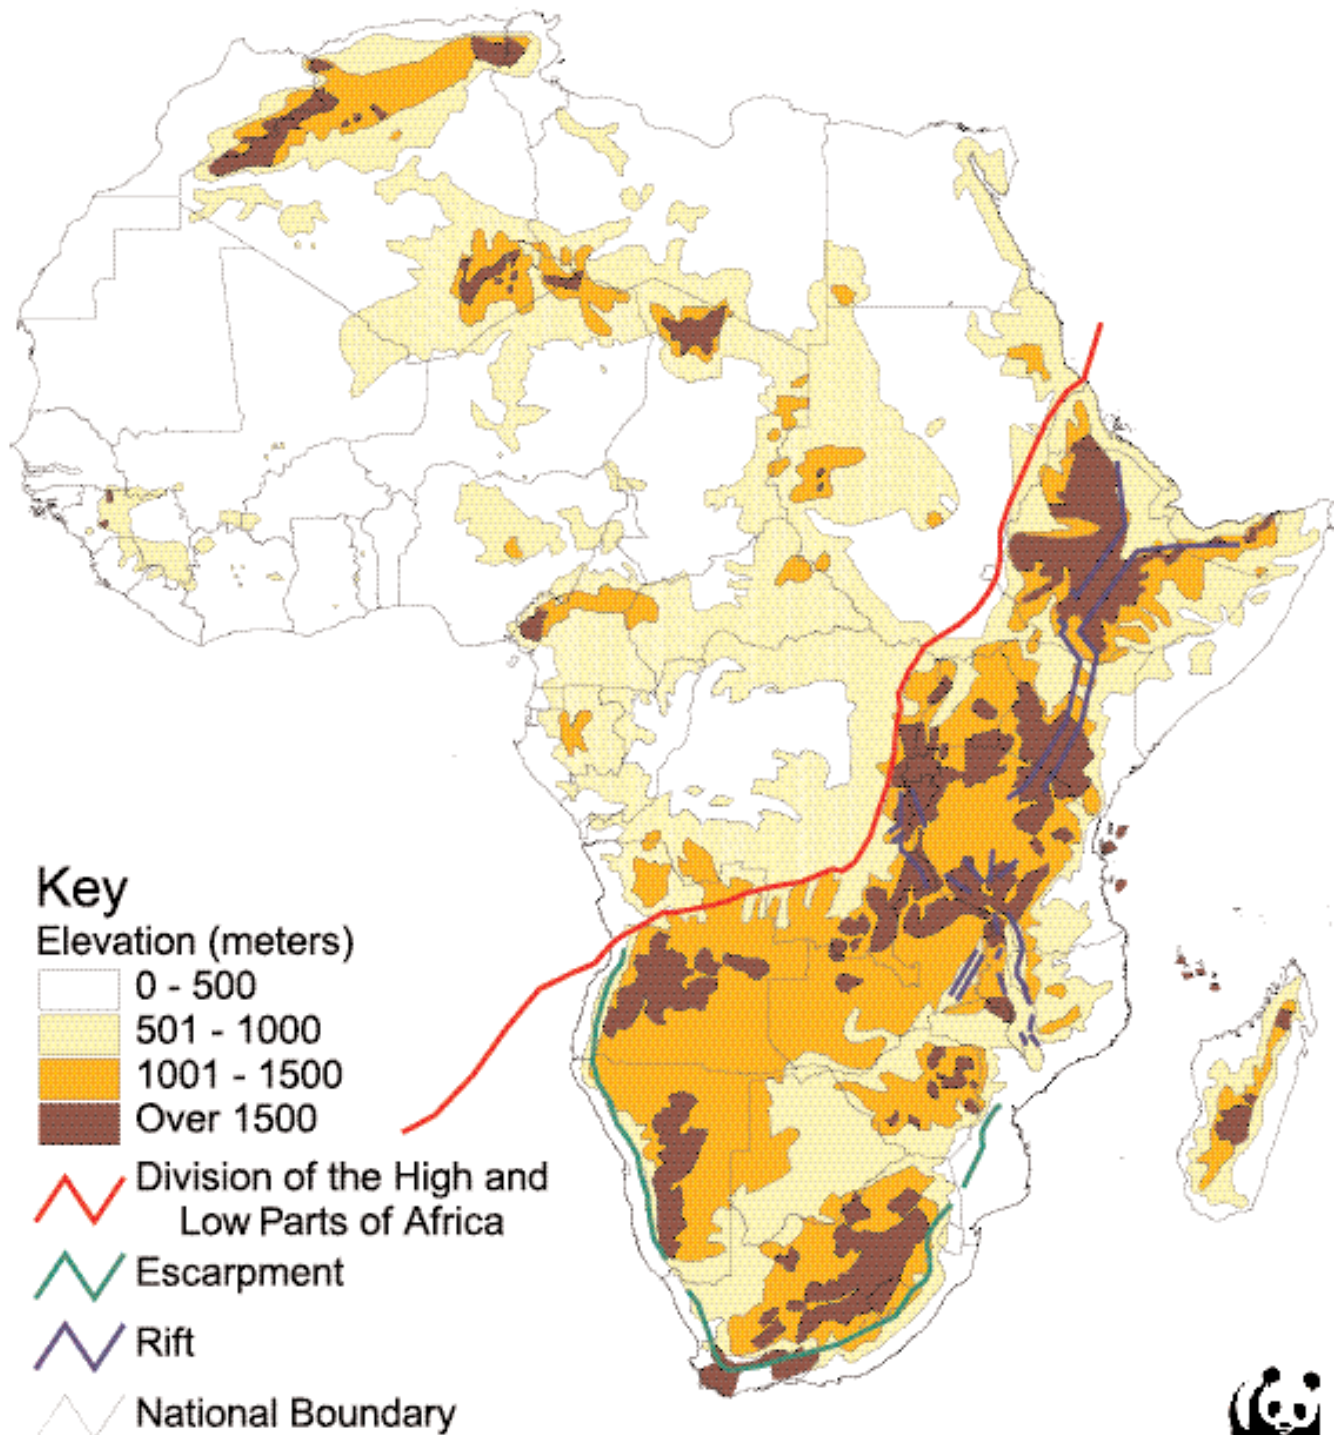 Key
Elevation (meters)
0 - 500
501 - 1000
1001 - 1500
Over 1500
Division of the High and
Low Parts of Africa
Escarpment
Rift
National Boundary